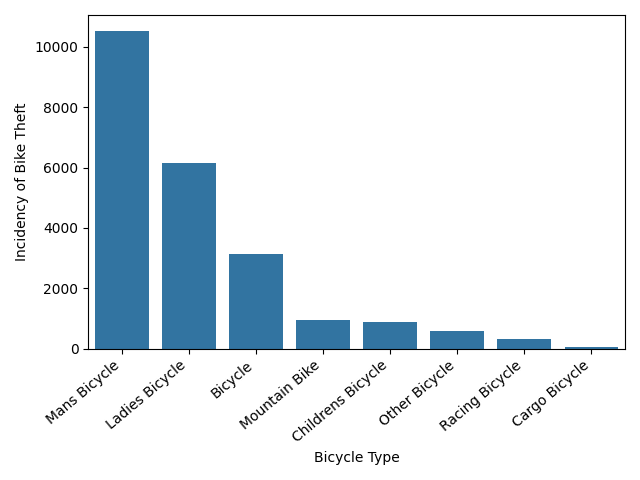 10000
8000
6000
4000
2000
0
Incidency of Bike Theft
Mans Bicycle
Ladies Bicycle
Bicycle
Mountain Bike
Childrens Bicycle
Other Bicycle
Racing Bicycle
Cargo Bicycle
Bicycle Type